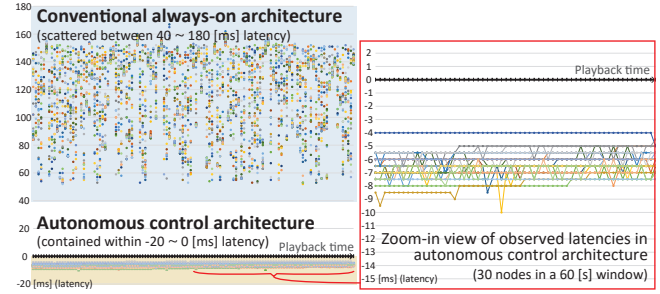 180
160
140
120
100
80
60
40
Conventional always-on architecture
(scattered between 40 ~ 180 [ms] latency)
20
0
-20
Autonomous control architecture
(contained within -20 ~ 0 [ms] latency)
Playback time
[ms] (latency)
2
1
0
-1
-2
-3
-4
-5
-6
-7
-8
-9
-10
-11
-12
-13
-14
-15
Playback time
Zoom-in view of observed latencies in
autonomous control architecture
(30 nodes in a 60 [s] window)
[ms] (latency)